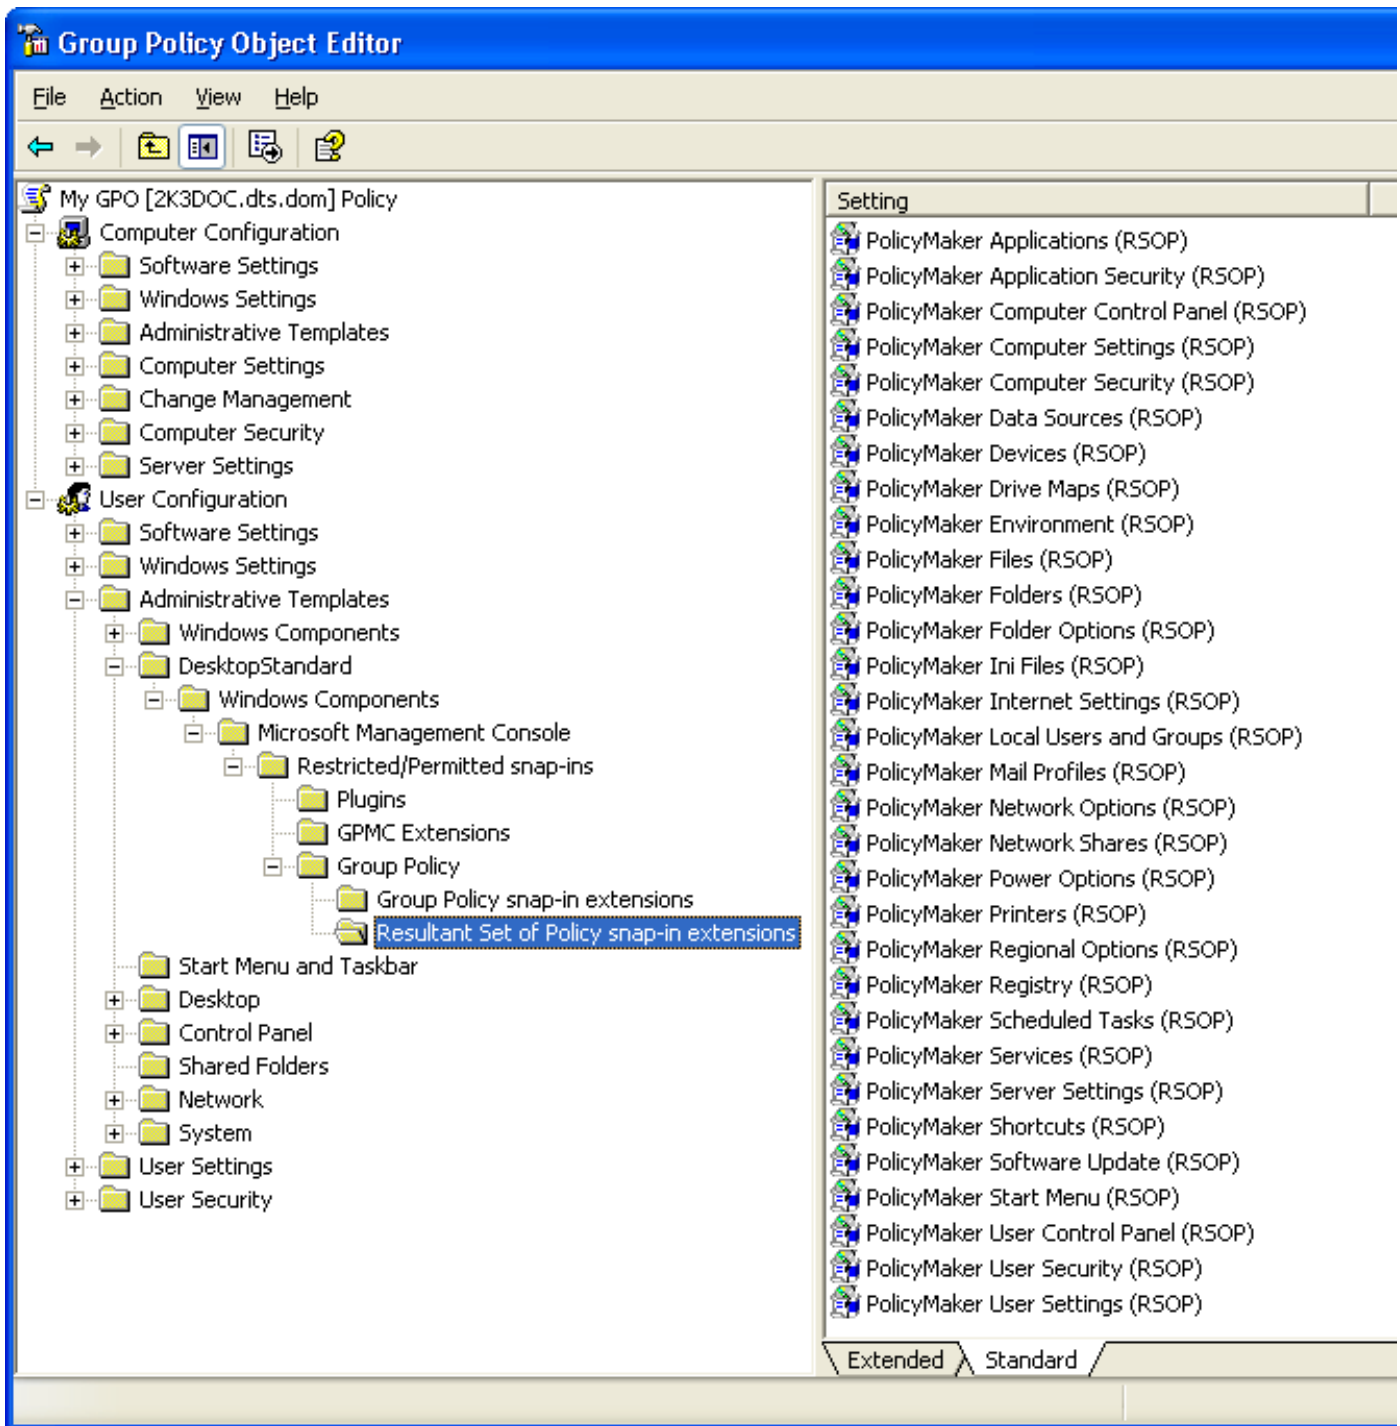 Group Policy Object Editor
File Action View Help
My GPO [2K3DOC.dts.dom] Policy
Computer Configuration
Software Settings
Windows Settings
Administrative Templates
Computer Settings
Change Management
Computer Security
Server Settings
User Configuration
Software Settings
Windows Settings
Administrative Templates
Windows Components
DesktopStandard
Windows Components
Microsoft Management Console
Restricted/Permitted snap-ins
Plugins
GPMC Extensions
Group Policy
Group Policy snap-in extensions
Resultant Set of Policy snap-in extensions
Start Menu and Taskbar
Desktop
Control Panel
Shared Folders
Network
System
User Settings
User Security
Setting
PolicyMaker Applications (RSOP)
PolicyMaker Application Security (RSOP)
PolicyMaker Computer Control Panel (RSOP)
PolicyMaker Computer Settings (RSOP)
PolicyMaker Computer Security (RSOP)
PolicyMaker Data Sources (RSOP)
PolicyMaker Devices (RSOP)
PolicyMaker Drive Maps (RSOP)
PolicyMaker Environment (RSOP)
PolicyMaker Files (RSOP)
PolicyMaker Folders (RSOP)
PolicyMaker Folder Options (RSOP)
PolicyMaker Ini Files (RSOP)
PolicyMaker Internet Settings (RSOP)
PolicyMaker Local Users and Groups (RSOP)
PolicyMaker Mail Profiles (RSOP)
PolicyMaker Network Options (RSOP)
PolicyMaker Network Shares (RSOP)
PolicyMaker Power Options (RSOP)
PolicyMaker Printers (RSOP)
PolicyMaker Regional Options (RSOP)
PolicyMaker Registry (RSOP)
PolicyMaker Scheduled Tasks (RSOP)
PolicyMaker Services (RSOP)
PolicyMaker Server Settings (RSOP)
PolicyMaker Shortcuts (RSOP)
PolicyMaker Software Update (RSOP)
PolicyMaker Start Menu (RSOP)
PolicyMaker User Control Panel (RSOP)
PolicyMaker User Security (RSOP)
PolicyMaker User Settings (RSOP)
Extended Standard